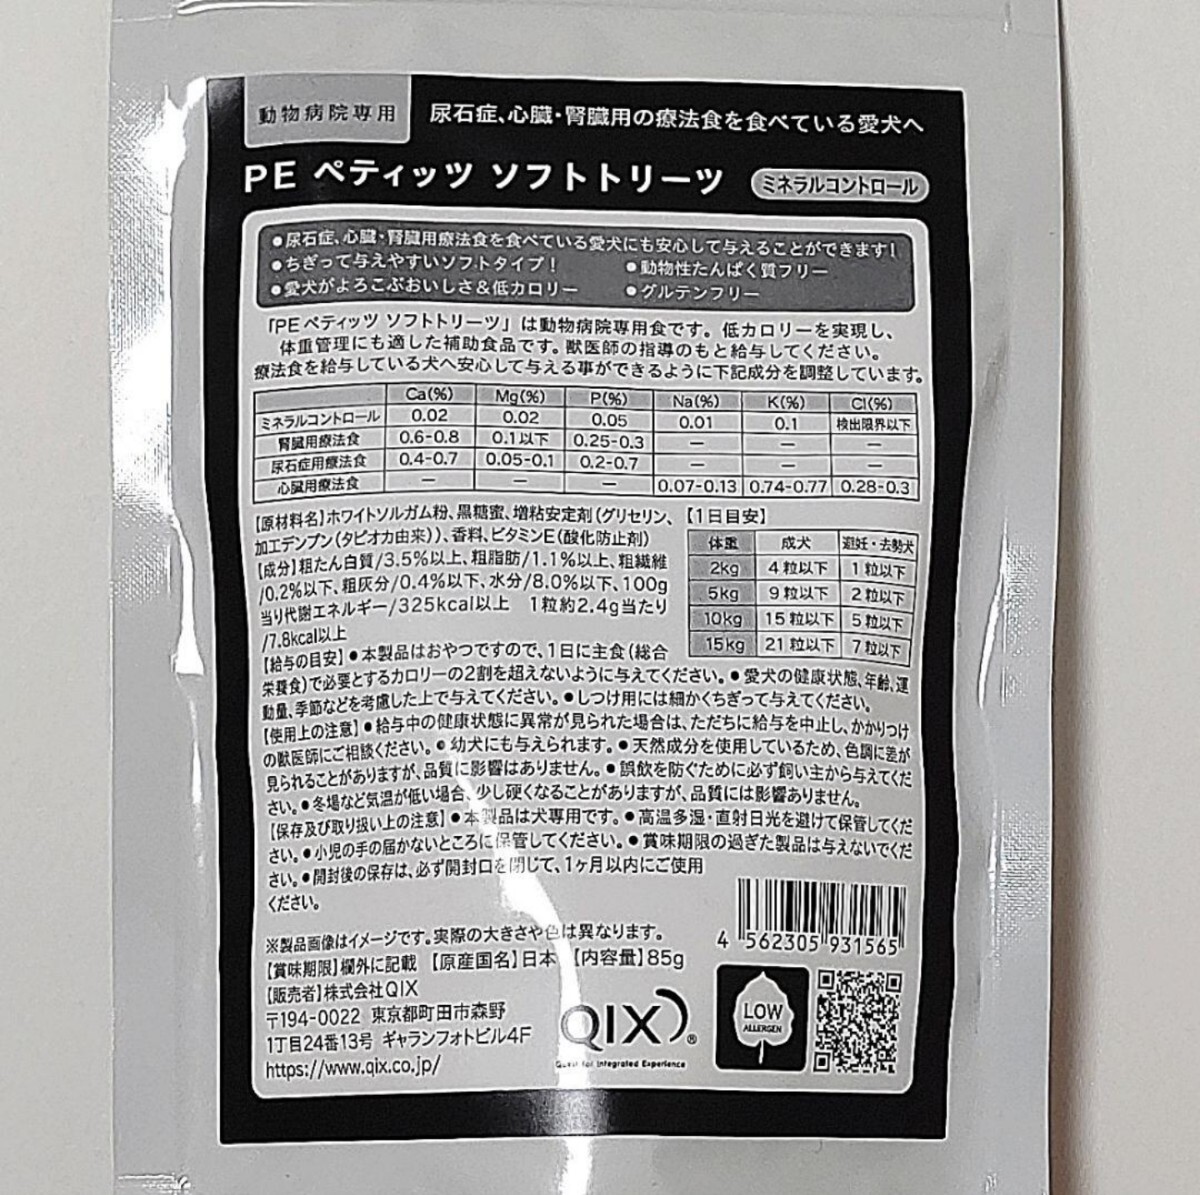 動物病院専用
尿石症、心臓・腎臓用の療法食を食べている愛犬へ
PE ペティッツ ソフトトリーツ ミネラルコントロール
●尿石症、心臓・腎臓用療法食を食べている愛犬にも安心して与えることができます!
●ちぎって与えやすいソフトタイプ! ●動物性たんぱく質フリー
●愛犬がよろこぶおいしさ&低カロリー ●グルテンフリー
「PEペティッツ ソフトトリーツ」は動物病院専用食です。低カロリーを実現し、
体重管理にも適した補助食品です。獣医師の指導のもと給与してください。
療法食を給与している犬へ安心して与える事ができるように下記成分を調整しています。
Ca(%) Mg(%) P(%) Na(%) K(%) Cl(%)
ミネラルコントロール 0.02 0.02 0.05 0.01 0.1 検出限界以下
腎臓用療法食 0.6-0.8 0.1以下 0.25-0.3 — — —
尿石症用療法食 0.4-0.7 0.05-0.1 0.2-0.7 — — —
心臓用療法食 — — — 0.07-0.13 0.74-0.77 0.28-0.3
【原材料名】ホワイトソルガム粉、黒糖蜜、増粘安定剤(グリセリン、
加工デンプン(タピオカ由来))、香料、ビタミンE(酸化防止剤)
【成分】粗たん白質/3.5%以上、粗脂肪/1.1%以上、粗繊維
/0.2%以下、粗灰分/0.4%以下、水分/8.0%以下、100g
当り代謝エネルギー/325kcal以上 1粒約2.4g当たり
/7.8kcal以上
【1日目安】
体重 成犬 避妊・去勢犬
2kg 4粒以下 1粒以下
5kg 9粒以下 2粒以下
10kg 15粒以下 5粒以下
15kg 21粒以下 7粒以下
【給与の目安】●本製品はおやつですので、1日に主食(総合
栄養食)で必要とするカロリーの2割を超えないように与えてください。●愛犬の健康状態、年齢、運
動量、季節などを考慮した上で与えてください。●しつけ用には細かくちぎって与えてください。
【使用上の注意】●給与中の健康状態に異常が見られた場合は、ただちに給与を中止し、かかりつけ
の獣医師にご相談ください。●幼犬にも与えられます。●天然成分を使用しているため、色調に差が
見られることがありますが、品質に影響はありません。●誤飲を防ぐために必ず飼い主から与えてくだ
さい。●冬場など気温が低い場合、少し硬くなることがありますが、品質には影響ありません。
【保存及び取り扱い上の注意】●本製品は犬専用です。●高温多湿・直射日光を避けて保管してくだ
さい。●小児の手の届かないところに保管してください。●賞味期限の過ぎた製品は与えないでくだ
さい。●開封後の保存は、必ず開封口を閉じて、1ヶ月以内にご使用
ください。
※製品画像はイメージです。実際の大きさや色は異なります。
【賞味期限】欄外に記載 【原産国名】日本 【内容量】85g
【販売者】株式会社QIX
〒194-0022 東京都町田市森野
1丁目24番13号 ギャランフォトビル4F
https://www.qix.co.jp/
QIX®
Quest for Integrated Experience
4 562305 931565
LOW
ALLERGEN